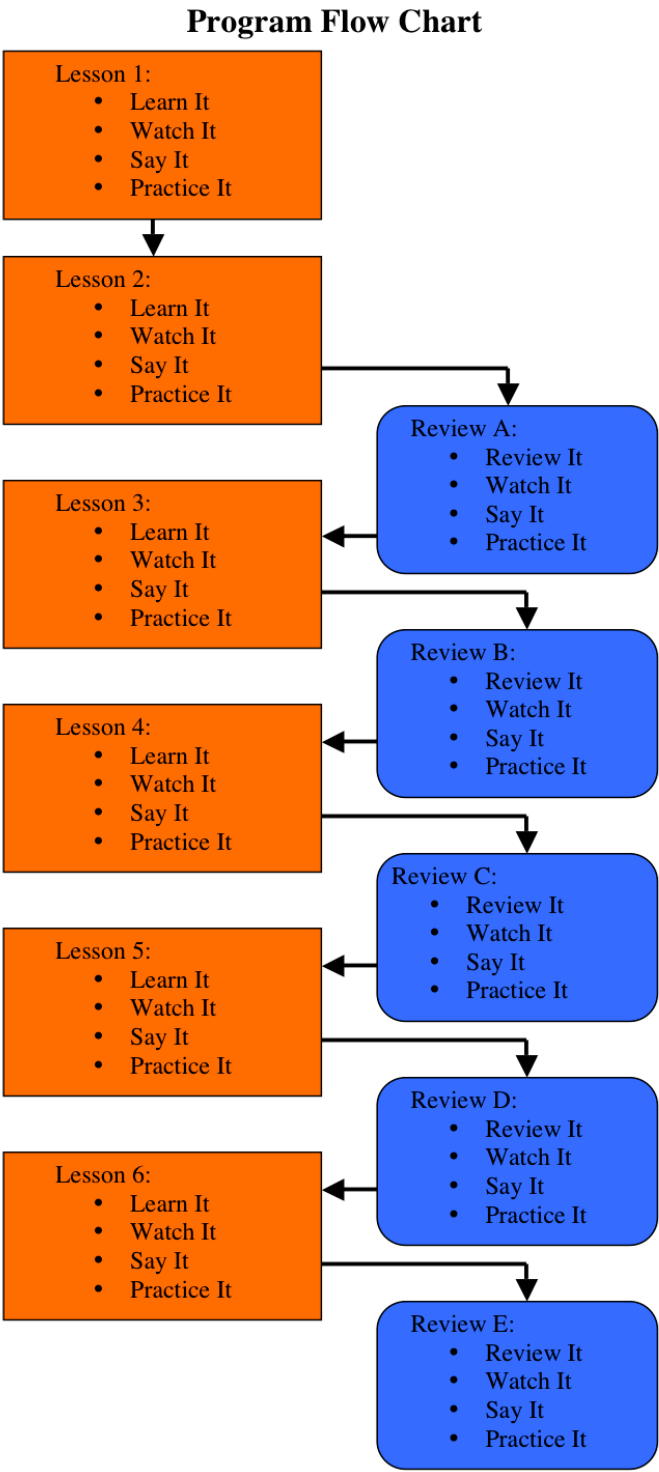 Program Flow Chart
Lesson 1:
• Learn It
• Watch It
• Say It
• Practice It
Lesson 2:
• Learn It
• Watch It
• Say It
• Practice It
Review A:
• Review It
• Watch It
• Say It
• Practice It
Lesson 3:
• Learn It
• Watch It
• Say It
• Practice It
Review B:
• Review It
• Watch It
• Say It
• Practice It
Lesson 4:
• Learn It
• Watch It
• Say It
• Practice It
Review C:
• Review It
• Watch It
• Say It
• Practice It
Lesson 5:
• Learn It
• Watch It
• Say It
• Practice It
Review D:
• Review It
• Watch It
• Say It
• Practice It
Lesson 6:
• Learn It
• Watch It
• Say It
• Practice It
Review E:
• Review It
• Watch It
• Say It
• Practice It